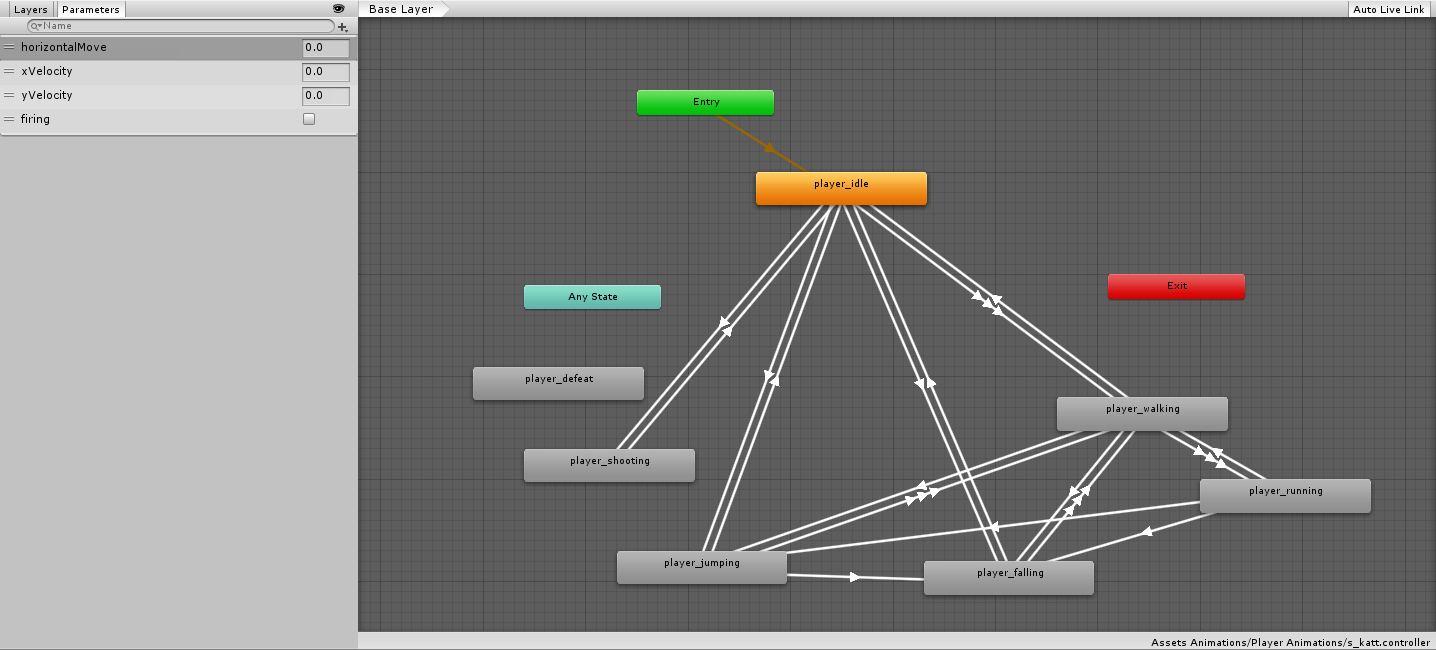 Layers Parameters
Name
horizontalMove 0.0
xVelocity 0.0
yVelocity 0.0
firing
Base Layer
Auto Live Link
Entry
player_idle
Exit
Any State
player_defeat
player_walking
player_shooting
player_running
player_jumping
player_falling
Assets Animations/Player Animations/s_katt.controller